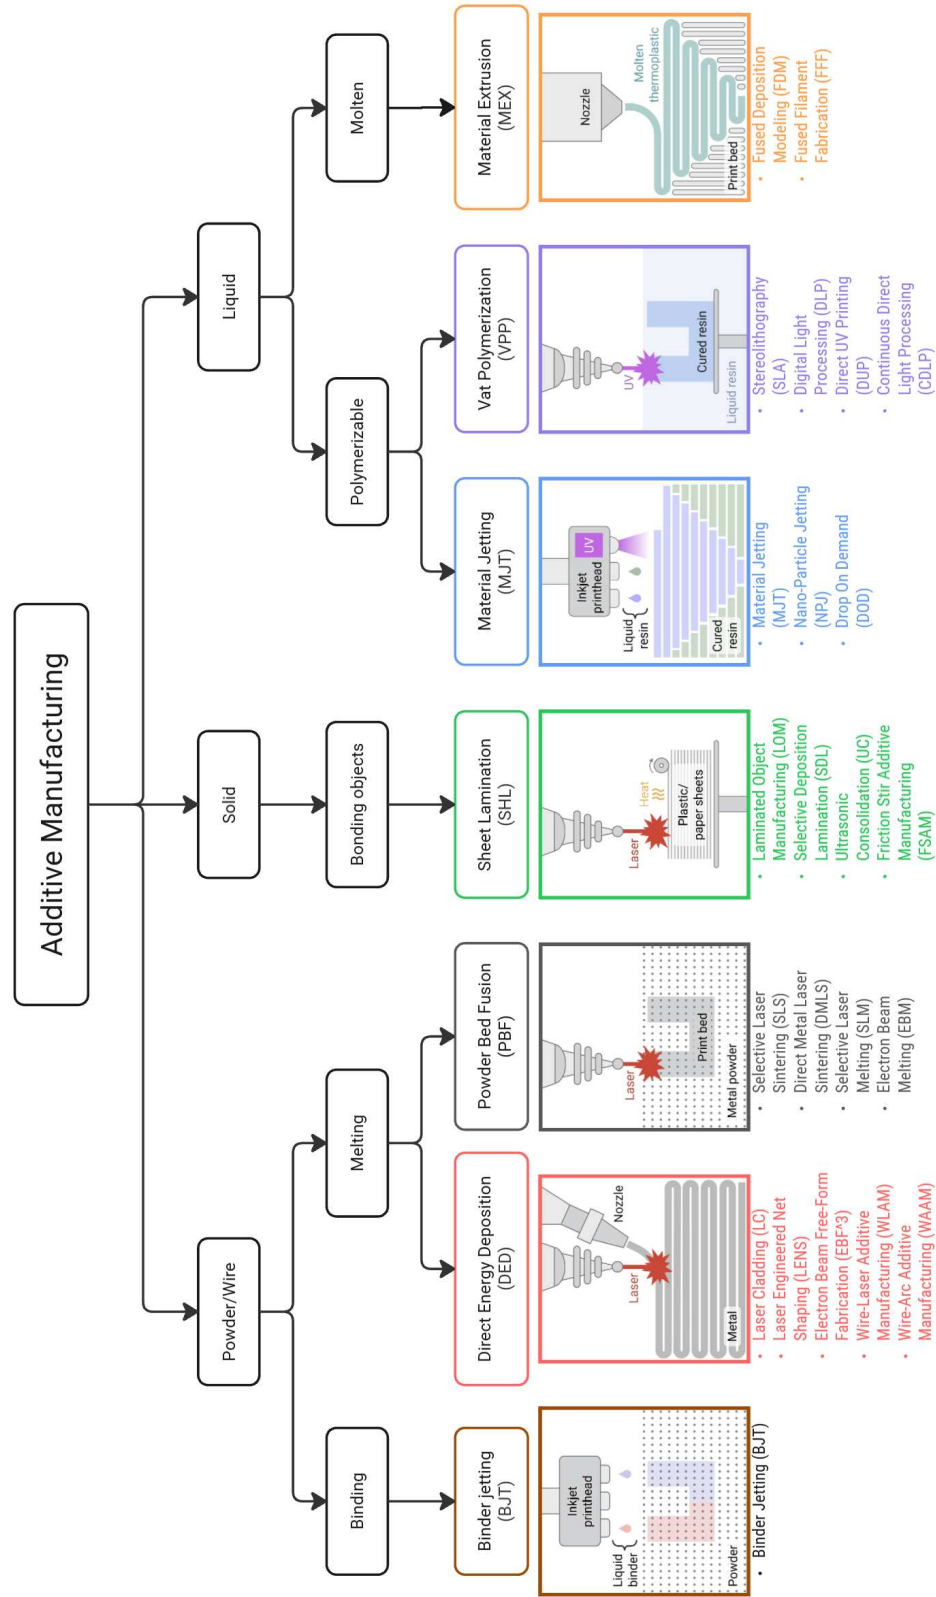 Additive Manufacturing
Powder/Wire
Solid
Liquid
Binding
Melting
Bonding objects
Polymerizable
Molten
Binder jetting
(BJT)
Direct Energy Deposition
(DED)
Powder Bed Fusion
(PBF)
Sheet Lamination
(SHL)
Material Jetting
(MJT)
Vat Polymerization
(VPP)
Material Extrusion
(MEX)
Inkjet
printhead
Liquid
binder
Powder
• Binder Jetting (BJT)
Nozzle
Laser
Metal
• Laser Cladding (LC)
• Laser Engineered Net
Shaping (LENS)
• Electron Beam Free-Form
Fabrication (EBF^3)
• Wire-Laser Additive
Manufacturing (WLAM)
• Wire-Arc Additive
Manufacturing (WAAM)
Laser
Print bed
Metal powder
• Selective Laser
Sintering (SLS)
• Direct Metal Laser
Sintering (DMLS)
• Selective Laser
Melting (SLM)
• Electron Beam
Melting (EBM)
Laser
Heat
Plastic/
paper sheets
• Laminated Object
Manufacturing (LOM)
• Selective Deposition
Lamination (SDL)
• Ultrasonic
Consolidation (UC)
• Friction Stir Additive
Manufacturing
(FSAM)
Inkjet
printhead
UV
Liquid
resin
Cured
resin
• Material Jetting
(MJT)
• Nano-Particle Jetting
(NPJ)
• Drop On Demand
(DOD)
UV
Cured resin
Liquid resin
• Stereolithography
(SLA)
• Digital Light
Processing (DLP)
• Direct UV Printing
(DUP)
• Continuous Direct
Light Processing
(CDLP)
Nozzle
Molten
thermoplastic
Print bed
• Fused Deposition
Modeling (FDM)
• Fused Filament
Fabrication (FFF)